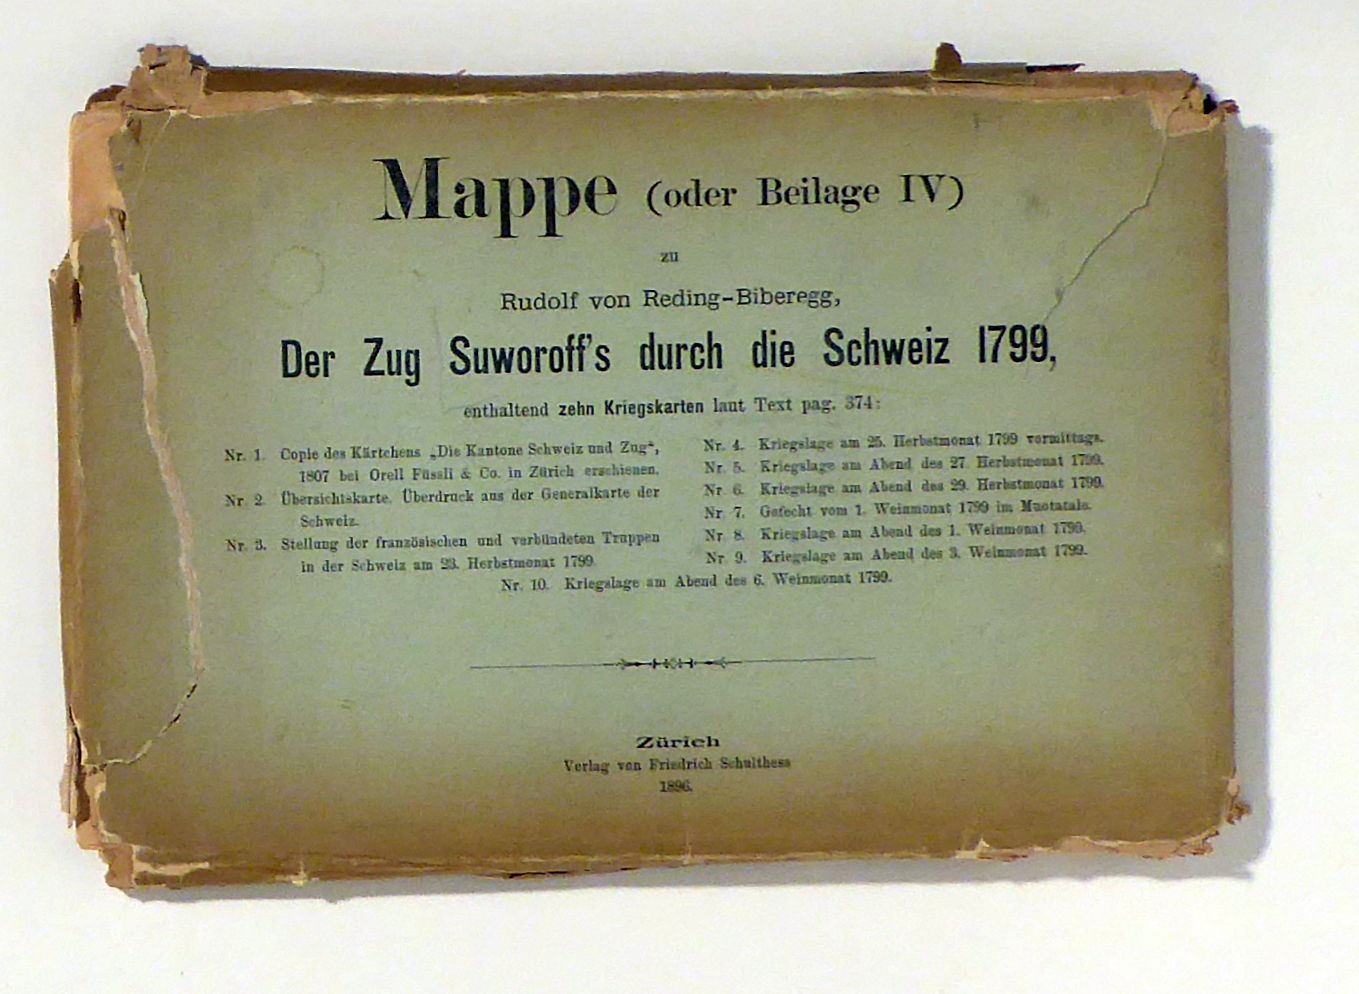 Mappe (oder Beilage IV)
zu
Rudolf von Reding-Biberegg,
Der Zug Suworoff's durch die Schweiz 1799,
enthaltend zehn Kriegskarten laut Text pag. 374:
Nr. 1. Copie des Kärtchens „Die Kantone Schweiz und Zug“,
1807 bei Orell Füssli & Co. in Zürich erschienen.
Nr. 2. Übersichtskarte. Überdruck aus der Generalkarte der
Schweiz.
Nr. 3. Stellung der französischen und verbündeten Truppen
in der Schweiz am 23. Herbstmonat 1799.
Nr. 4. Kriegslage am 25. Herbstmonat 1799 vormittags.
Nr. 5. Kriegslage am Abend des 27. Herbstmonat 1799.
Nr. 6. Kriegslage am Abend des 29. Herbstmonat 1799.
Nr. 7. Gefecht vom 1. Weinmonat 1799 im Muotatale.
Nr. 8. Kriegslage am Abend des 1. Weinmonat 1799.
Nr. 9. Kriegslage am Abend des 3. Weinmonat 1799.
Nr. 10. Kriegslage am Abend des 6. Weinmonat 1799.
Zürich
Verlag von Friedrich Schulthess
1896.